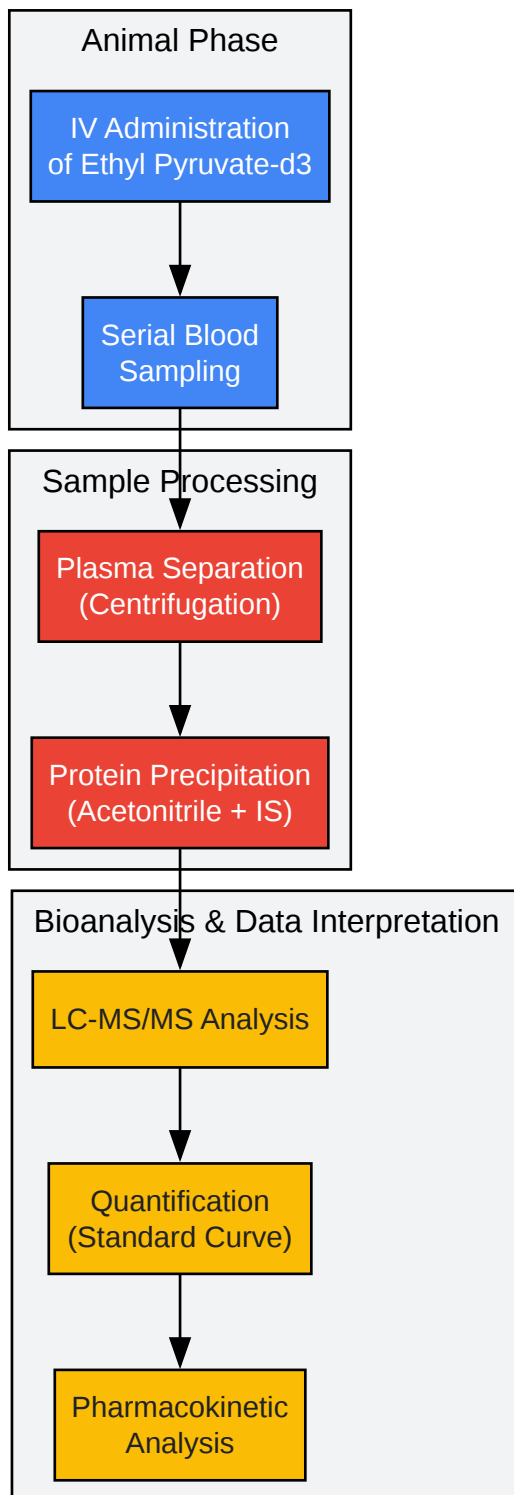 Animal Phase
IV Administration
of Ethyl Pyruvate-d3
Serial Blood
Sampling
Sample Processing
Plasma Separation
(Centrifugation)
Protein Precipitation
(Acetonitrile + IS)
Bioanalysis & Data Interpretation
LC-MS/MS Analysis
Quantification
(Standard Curve)
Pharmacokinetic
Analysis